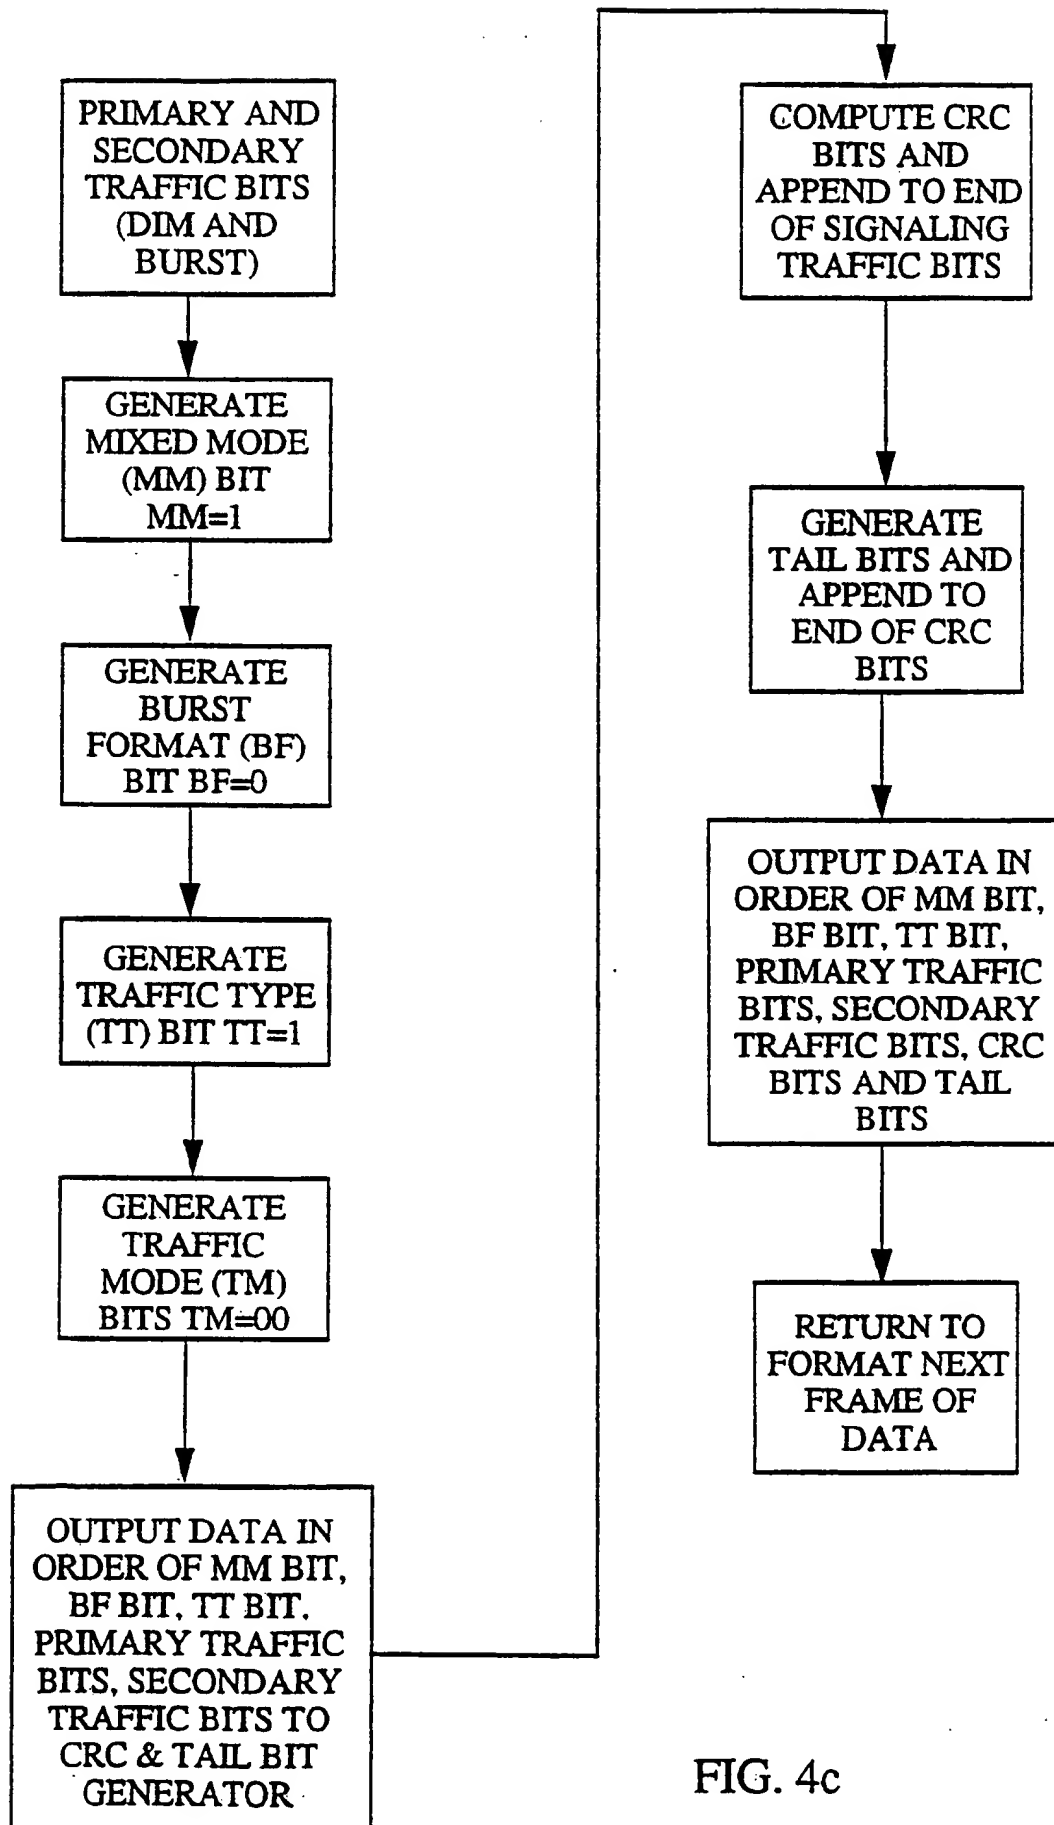 PRIMARY AND
SECONDARY
TRAFFIC BITS
(DIM AND
BURST)
GENERATE
MIXED MODE
(MM) BIT
MM=1
GENERATE
BURST
FORMAT (BF)
BIT BF=0
GENERATE
TRAFFIC TYPE
(TT) BIT TT=1
GENERATE
TRAFFIC
MODE (TM)
BITS TM=00
OUTPUT DATA IN
ORDER OF MM BIT,
BF BIT, TT BIT,
PRIMARY TRAFFIC
BITS, SECONDARY
TRAFFIC BITS TO
CRC & TAIL BIT
GENERATOR
COMPUTE CRC
BITS AND
APPEND TO END
OF SIGNALING
TRAFFIC BITS
GENERATE
TAIL BITS AND
APPEND TO
END OF CRC
BITS
OUTPUT DATA IN
ORDER OF MM BIT,
BF BIT, TT BIT,
PRIMARY TRAFFIC
BITS, SECONDARY
TRAFFIC BITS, CRC
BITS AND TAIL
BITS
RETURN TO
FORMAT NEXT
FRAME OF
DATA
FIG. 4c